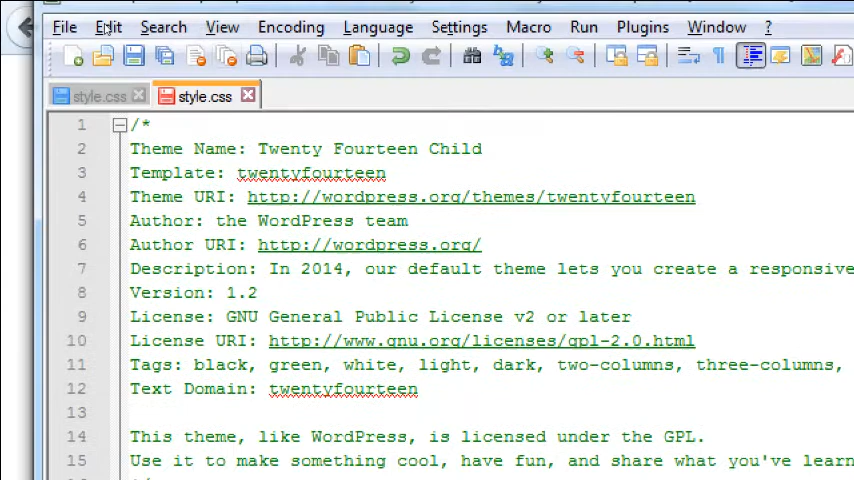 File Edit Search View Encoding Language Settings Macro Run Plugins Window ?
style.css style.css
1 /*
2 Theme Name: Twenty Fourteen Child
3 Template: twentyfourteen
4 Theme URI: http://wordpress.org/themes/twentyfourteen
5 Author: the WordPress team
6 Author URI: http://wordpress.org/
7 Description: In 2014, our default theme lets you create a responsive
8 Version: 1.2
9 License: GNU General Public License v2 or later
10 License URI: http://www.gnu.org/licenses/gpl-2.0.html
11 Tags: black, green, white, light, dark, two-columns, three-columns,
12 Text Domain: twentyfourteen
13
14 This theme, like WordPress, is licensed under the GPL.
15 Use it to make something cool, have fun, and share what you've learn